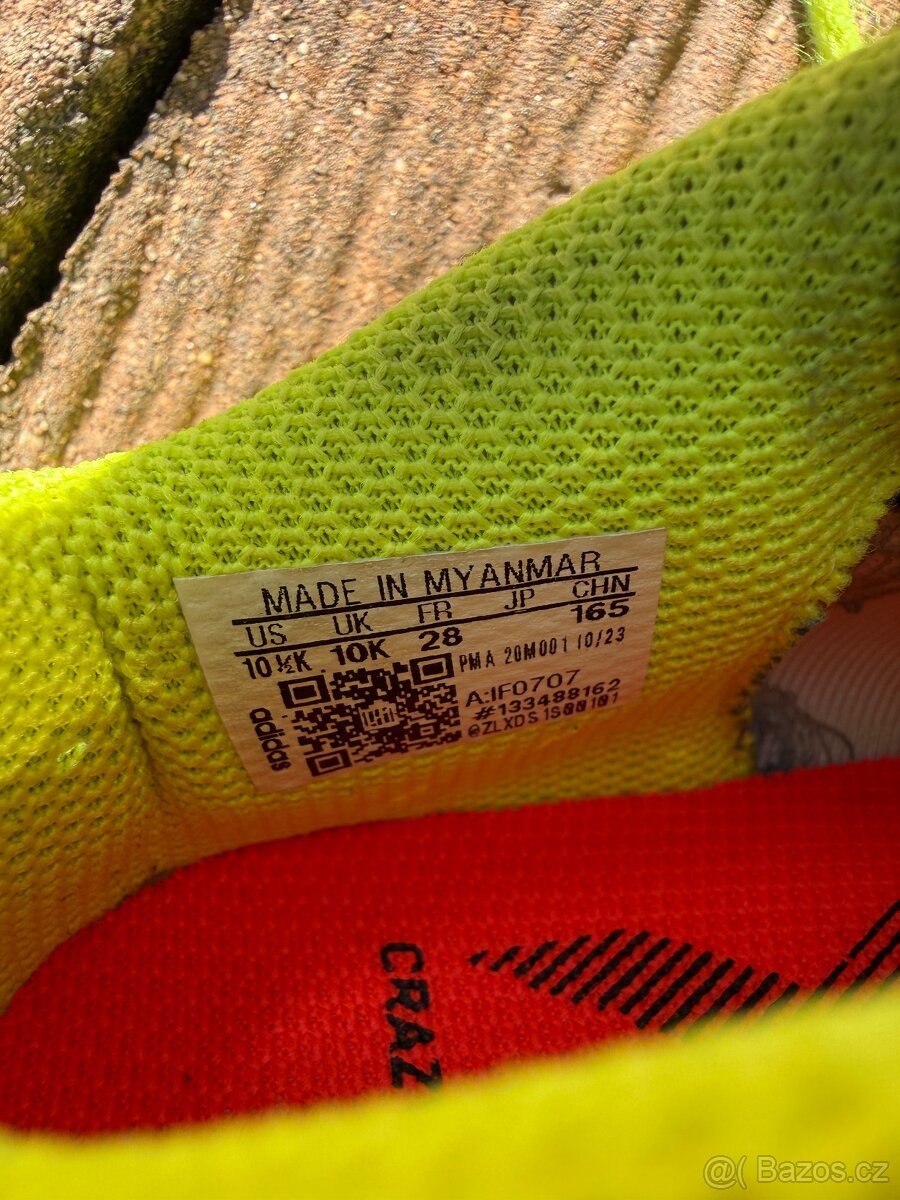 MADE IN MYANMAR
US UK FR JP CHN
10½K 10K 28 165
PMA 20M001 10/23
A:IF0707
#133488162
@ZLXDS1S00101
adidas
CRAZ
@( Bazos.cz